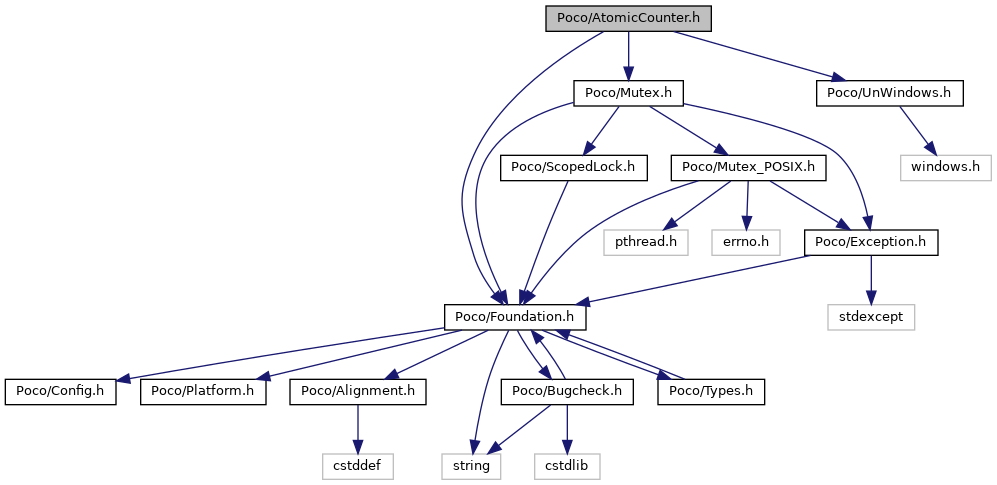 Poco/AtomicCounter.h
Poco/Mutex.h
Poco/UnWindows.h
Poco/ScopedLock.h
Poco/Mutex_POSIX.h
windows.h
pthread.h
errno.h
Poco/Exception.h
Poco/Foundation.h
stdexcept
Poco/Config.h
Poco/Platform.h
Poco/Alignment.h
Poco/Bugcheck.h
Poco/Types.h
cstddef
string
cstdlib